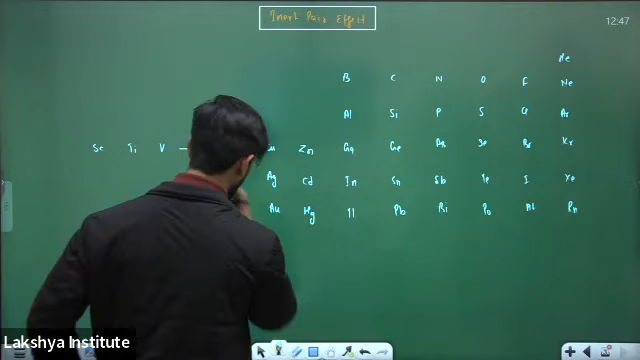 Inert Pair Effect
12:47
He
B C N O F Ne
Al Si P S Cl Ar
Sc Ti V Zn Ga Ge As Se Br Kr
Ag Cd In Sn Sb Te I Xe
Au Hg Tl Pb Bi Po At Rn
Lakshya Institute